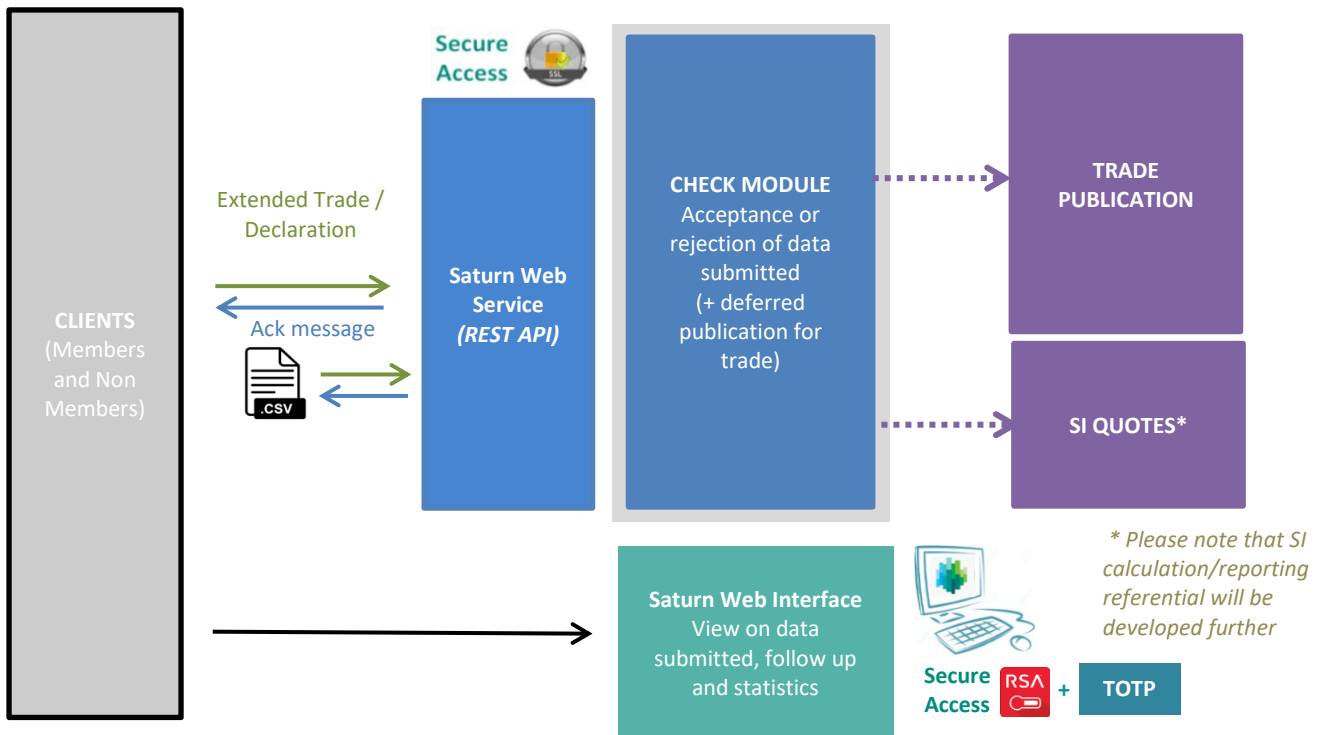 CLIENTS
(Members
and Non
Members)
Extended Trade /
Declaration
Ack message
.CSV
Secure
Access
SSL
Saturn Web
Service
(REST API)
CHECK MODULE
Acceptance or
rejection of data
submitted
(+ deferred
publication for
trade)
TRADE
PUBLICATION
SI QUOTES*
* Please note that SI
calculation/reporting
referential will be
developed further
Saturn Web Interface
View on data
submitted, follow up
and statistics
Secure
Access
RSA
+
TOTP